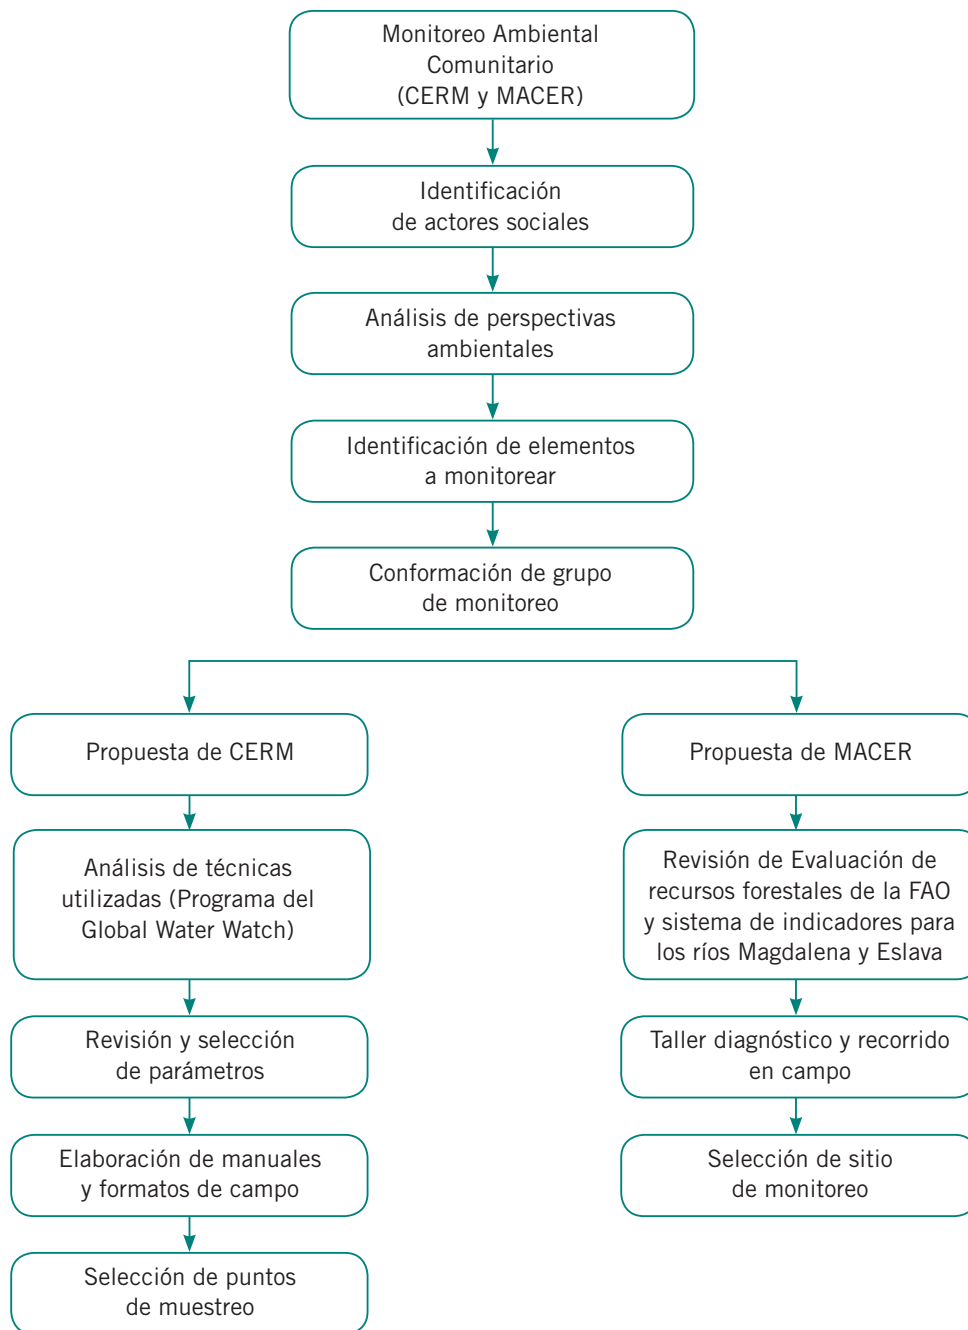 Monitoreo Ambiental
Comunitario
(CERM y MACER)
Identificación
de actores sociales
Análisis de perspectivas
ambientales
Identificación de elementos
a monitorear
Conformación de grupo
de monitoreo
Propuesta de CERM
Análisis de técnicas
utilizadas (Programa del
Global Water Watch)
Revisión y selección
de parámetros
Elaboración de manuales
y formatos de campo
Selección de puntos
de muestreo
Propuesta de MACER
Revisión de Evaluación de
recursos forestales de la FAO
y sistema de indicadores para
los ríos Magdalena y Eslava
Taller diagnóstico y recorrido
en campo
Selección de sitio
de monitoreo